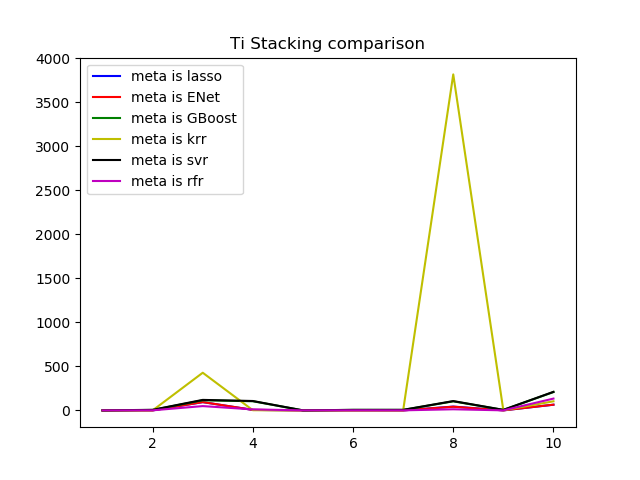 Ti Stacking comparison
4000
3500
3000
2500
2000
1500
1000
500
0
meta is lasso
meta is ENet
meta is GBoost
meta is krr
meta is svr
meta is rfr
2 4 6 8 10